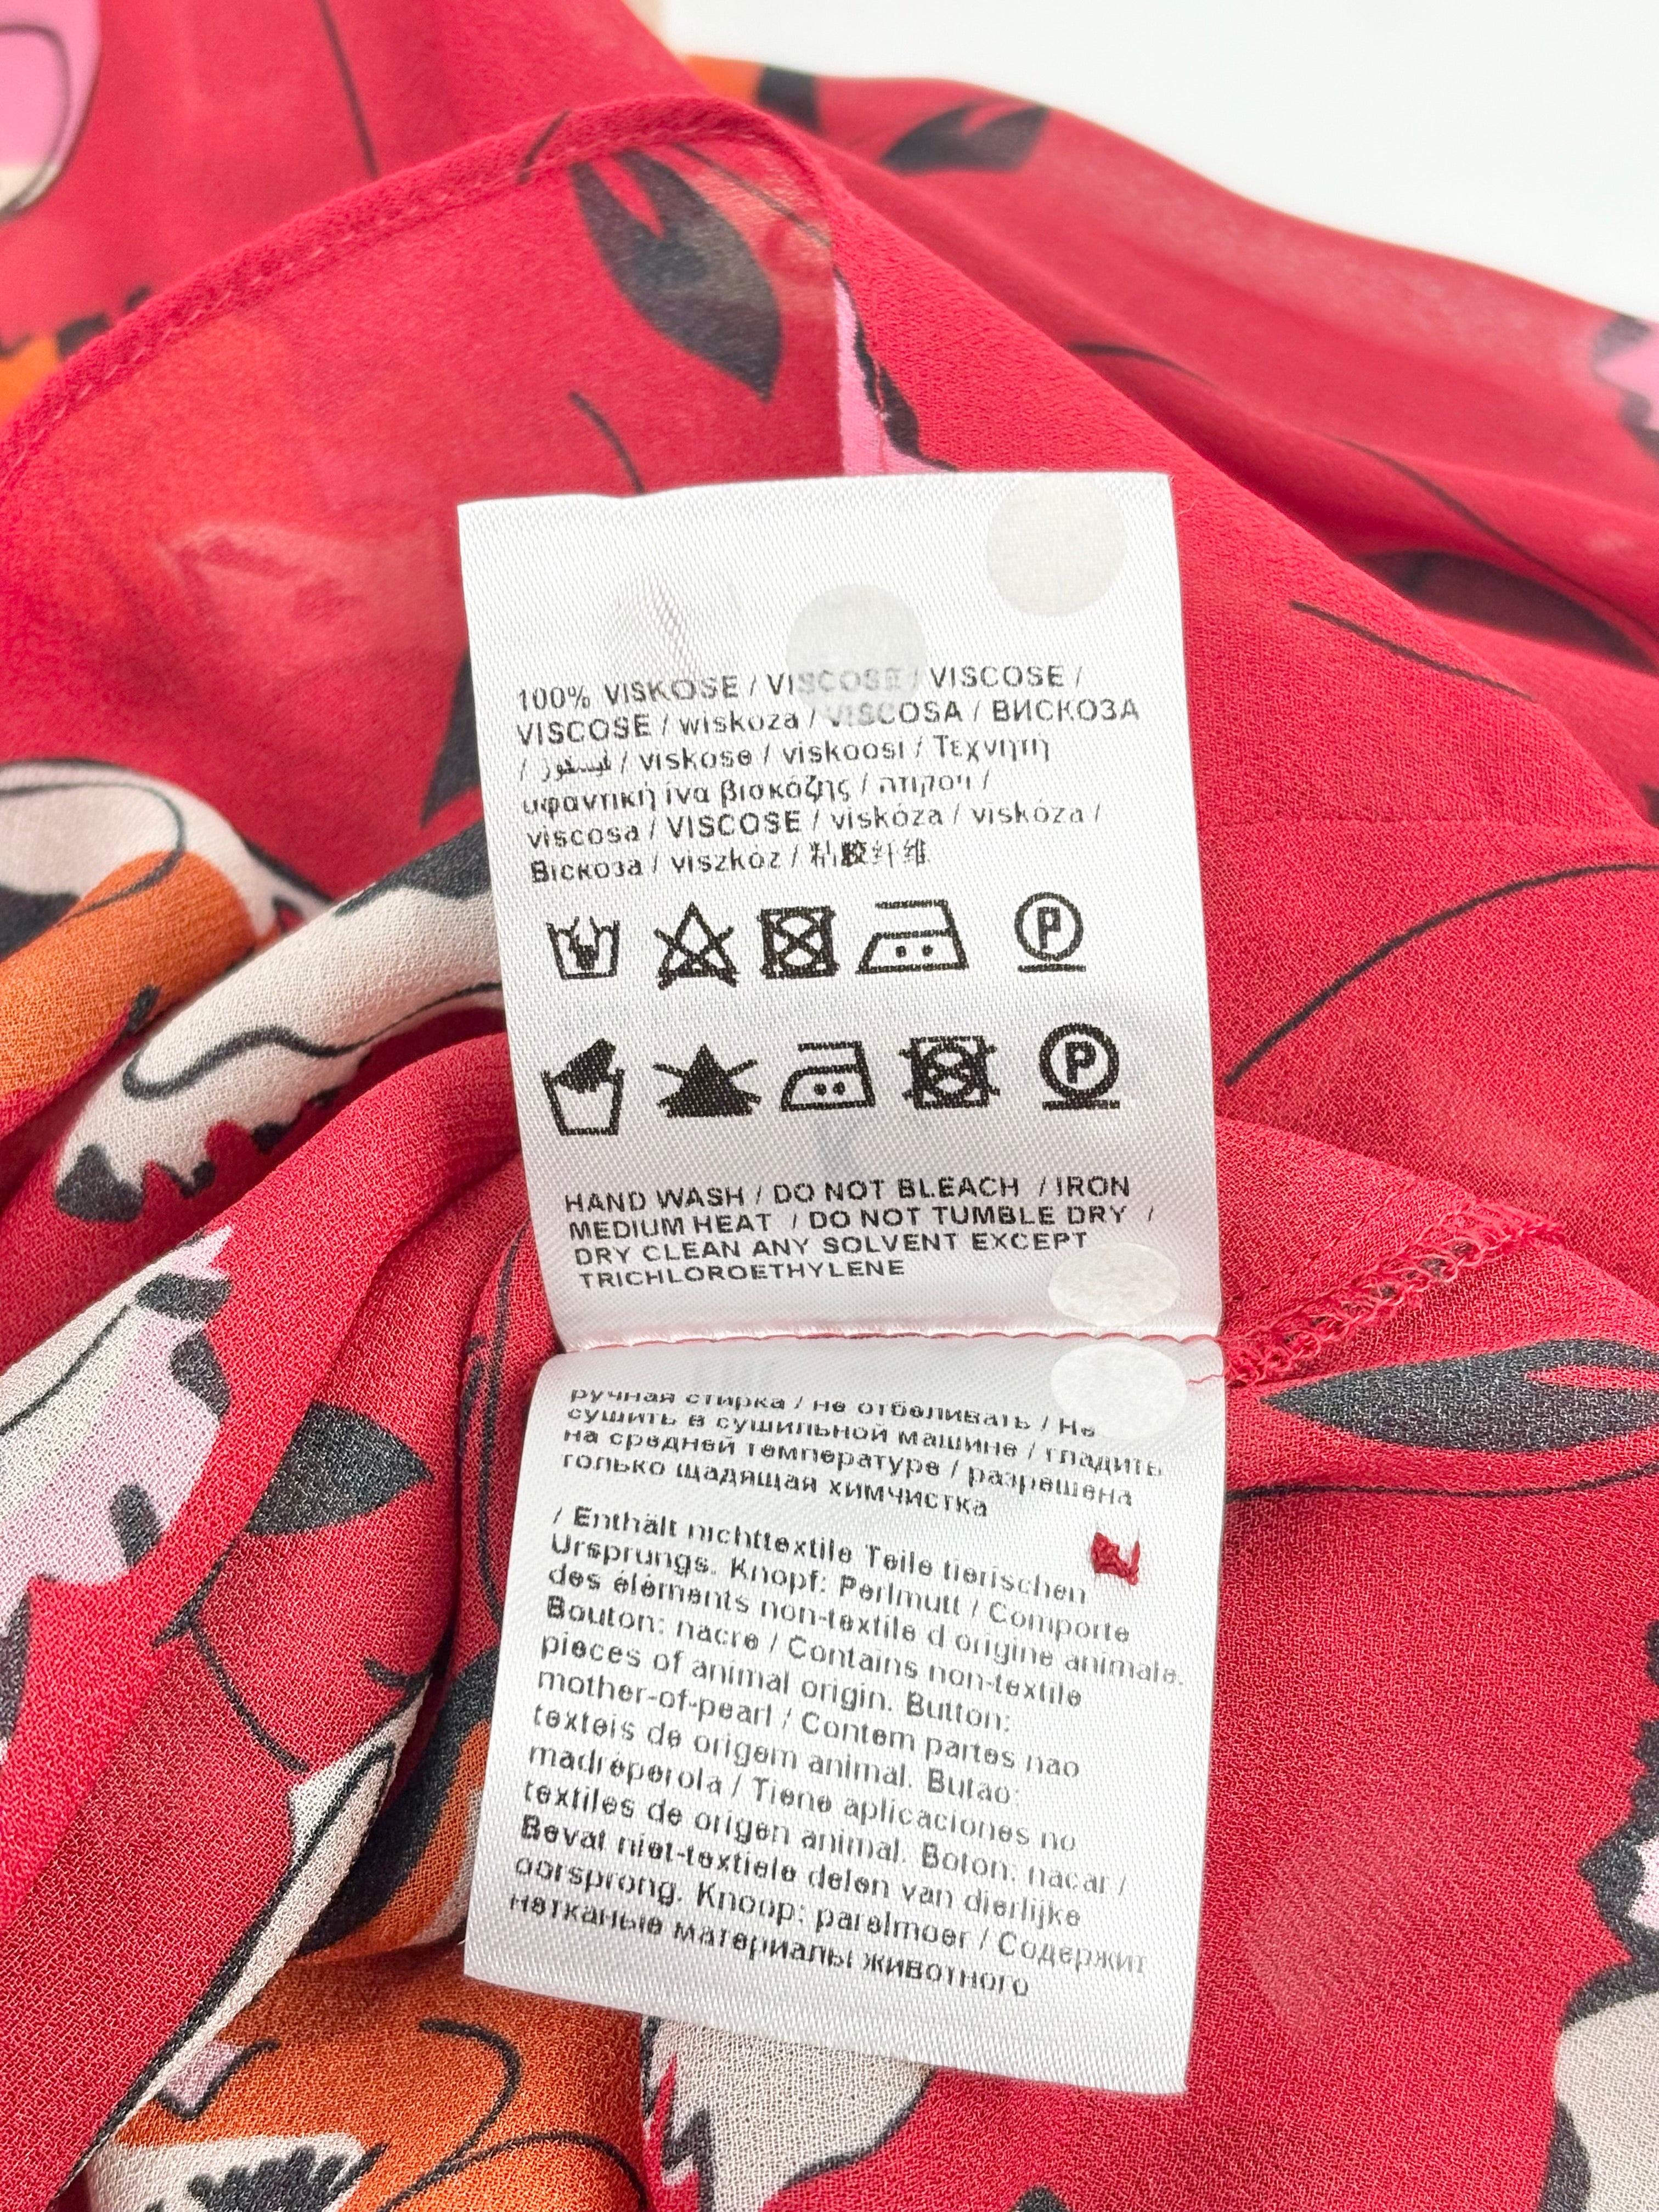 100% VISKOSE / VISCOSE / VISCOSE /
VISCOSE / wiskoza / VISCOSA / ВИСКОЗА
/ فيسكوز / viskose / viskoosi / Τεχνητή
υφαντική ίνα βισκόζης / ויסקוזה /
viscosa / VISCOSE / viskóza / viskóza /
Віскоза / viszkóz / 粘胶纤维
P
P
HAND WASH / DO NOT BLEACH / IRON
MEDIUM HEAT / DO NOT TUMBLE DRY /
DRY CLEAN ANY SOLVENT EXCEPT
TRICHLOROETHYLENE
ручная стирка / не отбеливать / Не
сушить в сушильной машине / гладить
на средней температуре / разрешена
только щадящая химчистка
/ Enthält nichttextile Teile tierischen
Ursprungs. Knopf: Perlmutt / Comporte
des éléments non-textile d origine animale.
Bouton: nacre / Contains non-textile
pieces of animal origin. Button:
mother-of-pearl / Contem partes nao
texteis de origem animal. Butao:
madreperola / Tiene aplicaciones no
textiles de origen animal. Boton: nacar /
Bevat niet-textiele delen van dierlijke
oorsprong. Knoop: parelmoer / Содержит
нетканые материалы животного